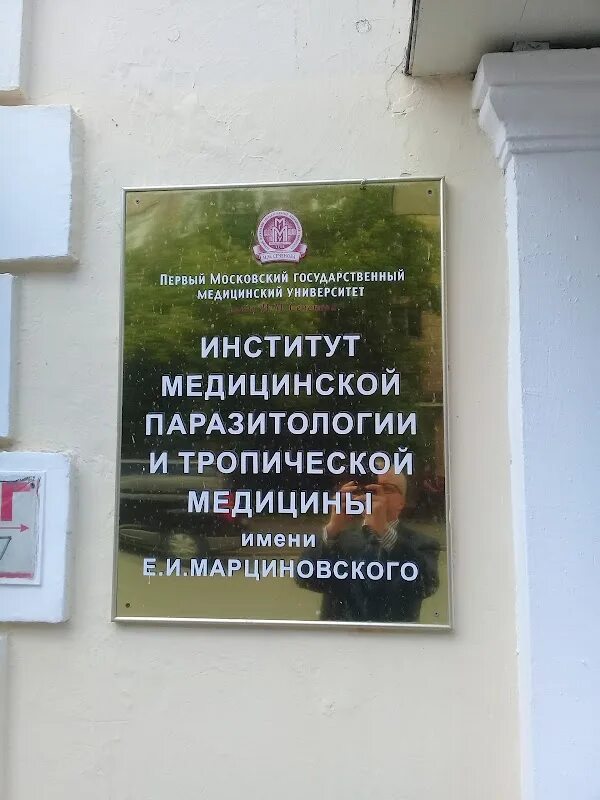 Первый Московский государственный
медицинский университет
ИНСТИТУТ
МЕДИЦИНСКОЙ
ПАРАЗИТОЛОГИИ
И ТРОПИЧЕСКОЙ
МЕДИЦИНЫ
имени
Е.И.МАРЦИНОВСКОГО